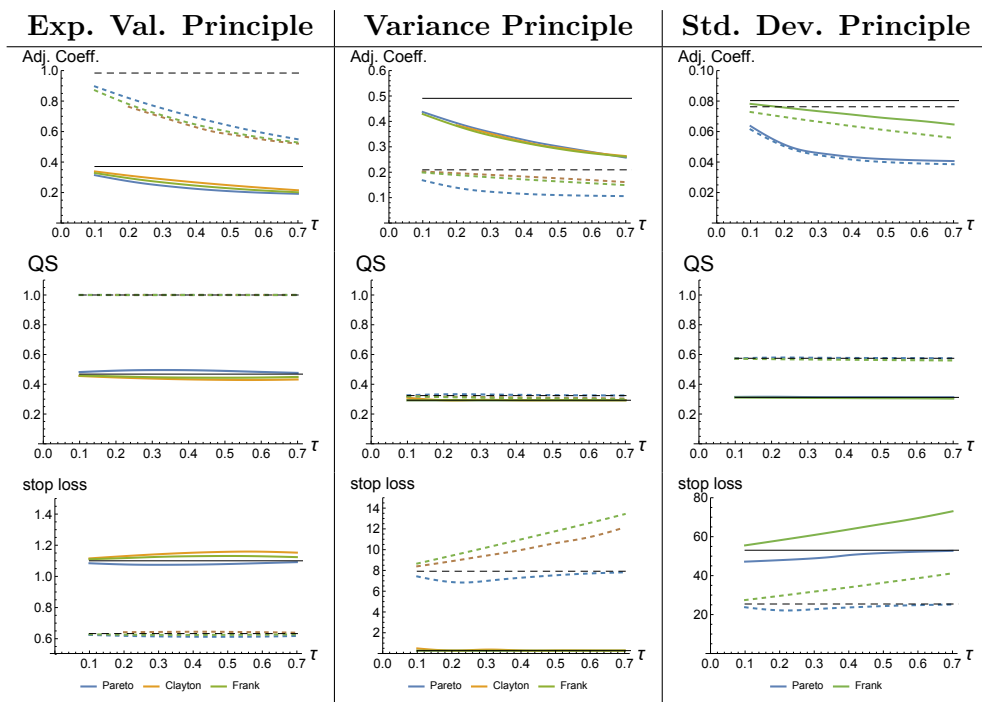 Exp. Val. Principle Variance Principle Std. Dev. Principle
Adj. Coeff. Adj. Coeff. Adj. Coeff.
1.0 0.6 0.10
0.8 0.5 0.08
0.6 0.4 0.06
0.4 0.3 0.04
0.2 0.2 0.02
0.1
0.0 0.1 0.2 0.3 0.4 0.5 0.6 0.7 τ 0.0 0.1 0.2 0.3 0.4 0.5 0.6 0.7 τ 0.0 0.1 0.2 0.3 0.4 0.5 0.6 0.7 τ
QS QS QS
1.0 1.0 1.0
0.8 0.8 0.8
0.6 0.6 0.6
0.4 0.4 0.4
0.2 0.2 0.2
0.0 0.1 0.2 0.3 0.4 0.5 0.6 0.7 τ 0.0 0.1 0.2 0.3 0.4 0.5 0.6 0.7 τ 0.0 0.1 0.2 0.3 0.4 0.5 0.6 0.7 τ
stop loss stop loss stop loss
1.4 14 80
1.2 12 60
1.0 10 40
0.8 8 20
0.6 6
4
2
0.1 0.2 0.3 0.4 0.5 0.6 0.7 τ 0.0 0.1 0.2 0.3 0.4 0.5 0.6 0.7 τ 0.0 0.1 0.2 0.3 0.4 0.5 0.6 0.7 τ
Pareto Clayton Frank Pareto Clayton Frank Pareto Frank